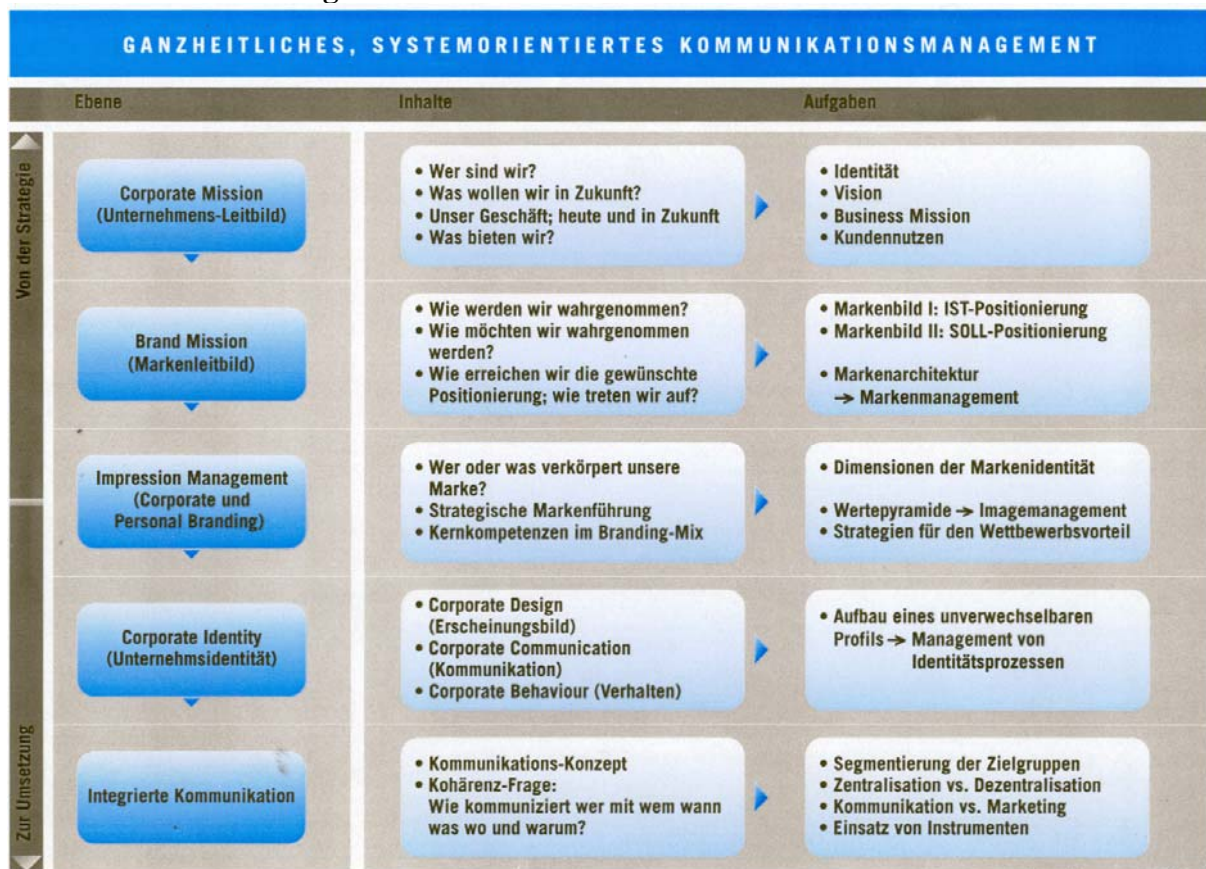 GANZHEITLICHES, SYSTEMORIENTIERTES KOMMUNIKATIONSMANAGEMENT
Ebene
Inhalte
Aufgaben
Von der Strategie
Corporate Mission
(Unternehmens-Leitbild)
• Wer sind wir?
• Was wollen wir in Zukunft?
• Unser Geschäft; heute und in Zukunft
• Was bieten wir?
• Identität
• Vision
• Business Mission
• Kundennutzen
Brand Mission
(Markenleitbild)
• Wie werden wir wahrgenommen?
• Wie möchten wir wahrgenommen
werden?
• Wie erreichen wir die gewünschte
Positionierung; wie treten wir auf?
• Markenbild I: IST-Positionierung
• Markenbild II: SOLL-Positionierung
• Markenarchitektur
→ Markenmanagement
Impression Management
(Corporate und
Personal Branding)
• Wer oder was verkörpert unsere
Marke?
• Strategische Markenführung
• Kernkompetenzen im Branding-Mix
• Dimensionen der Markenidentität
• Wertepyramide → Imagemanagement
• Strategien für den Wettbewerbsvorteil
Zur Umsetzung
Corporate Identity
(Unternehmsidentität)
• Corporate Design
(Erscheinungsbild)
• Corporate Communication
(Kommunikation)
• Corporate Behaviour (Verhalten)
• Aufbau eines unverwechselbaren
Profils → Management von
Identitätsprozessen
Integrierte Kommunikation
• Kommunikations-Konzept
• Kohärenz-Frage:
Wie kommuniziert wer mit wem wann
was wo und warum?
• Segmentierung der Zielgruppen
• Zentralisation vs. Dezentralisation
• Kommunikation vs. Marketing
• Einsatz von Instrumenten